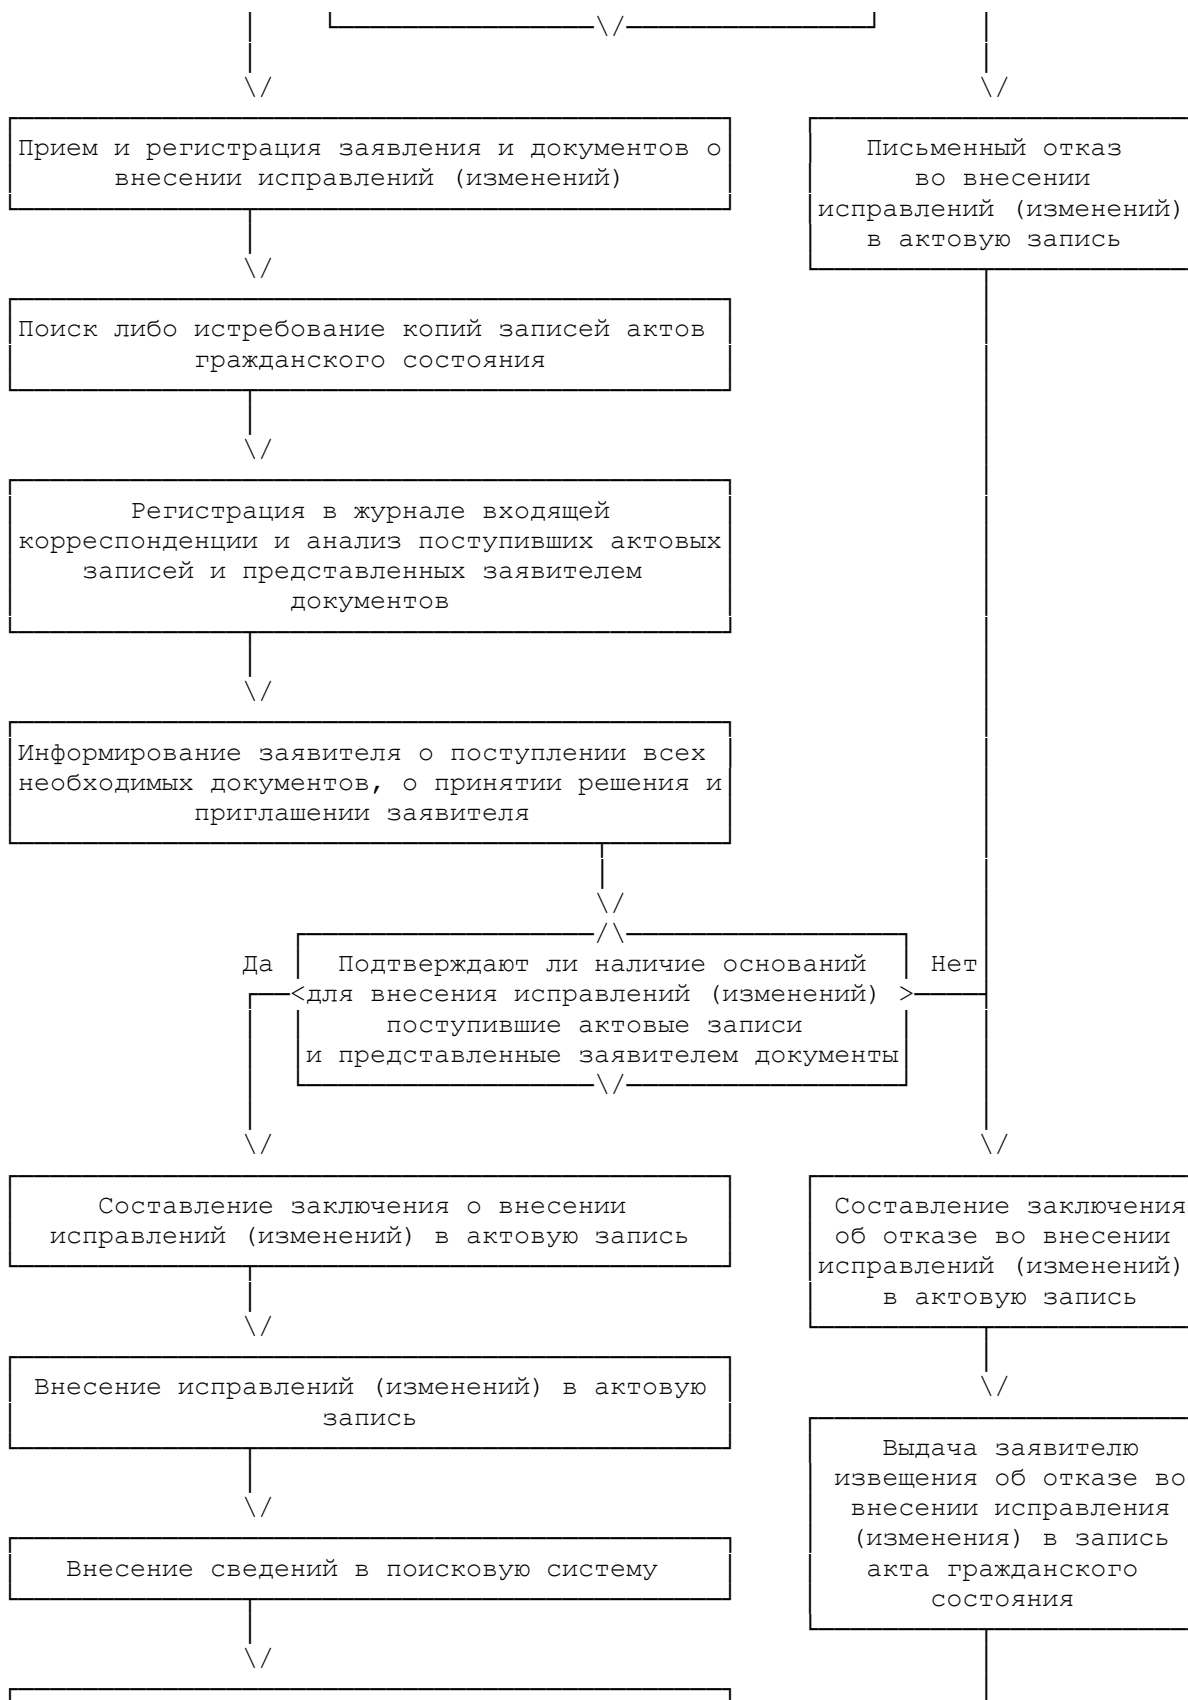 Прием и регистрация заявления и документов о
внесении исправлений (изменений)
Письменный отказ
во внесении
исправлений (изменений)
в актовую запись
Поиск либо истребование копий записей актов
гражданского состояния
Регистрация в журнале входящей
корреспонденции и анализ поступивших актовых
записей и представленных заявителем
документов
Информирование заявителя о поступлении всех
необходимых документов, о принятии решения и
приглашении заявителя
Да
Подтверждают ли наличие оснований
для внесения исправлений (изменений)
поступившие актовые записи
и представленные заявителем документы
Нет
Составление заключения о внесении
исправлений (изменений) в актовую запись
Составление заключения
об отказе во внесении
исправлений (изменений)
в актовую запись
Внесение исправлений (изменений) в актовую
запись
Выдача заявителю
извещения об отказе во
внесении исправления
(изменения) в запись
акта гражданского
состояния
Внесение сведений в поисковую систему